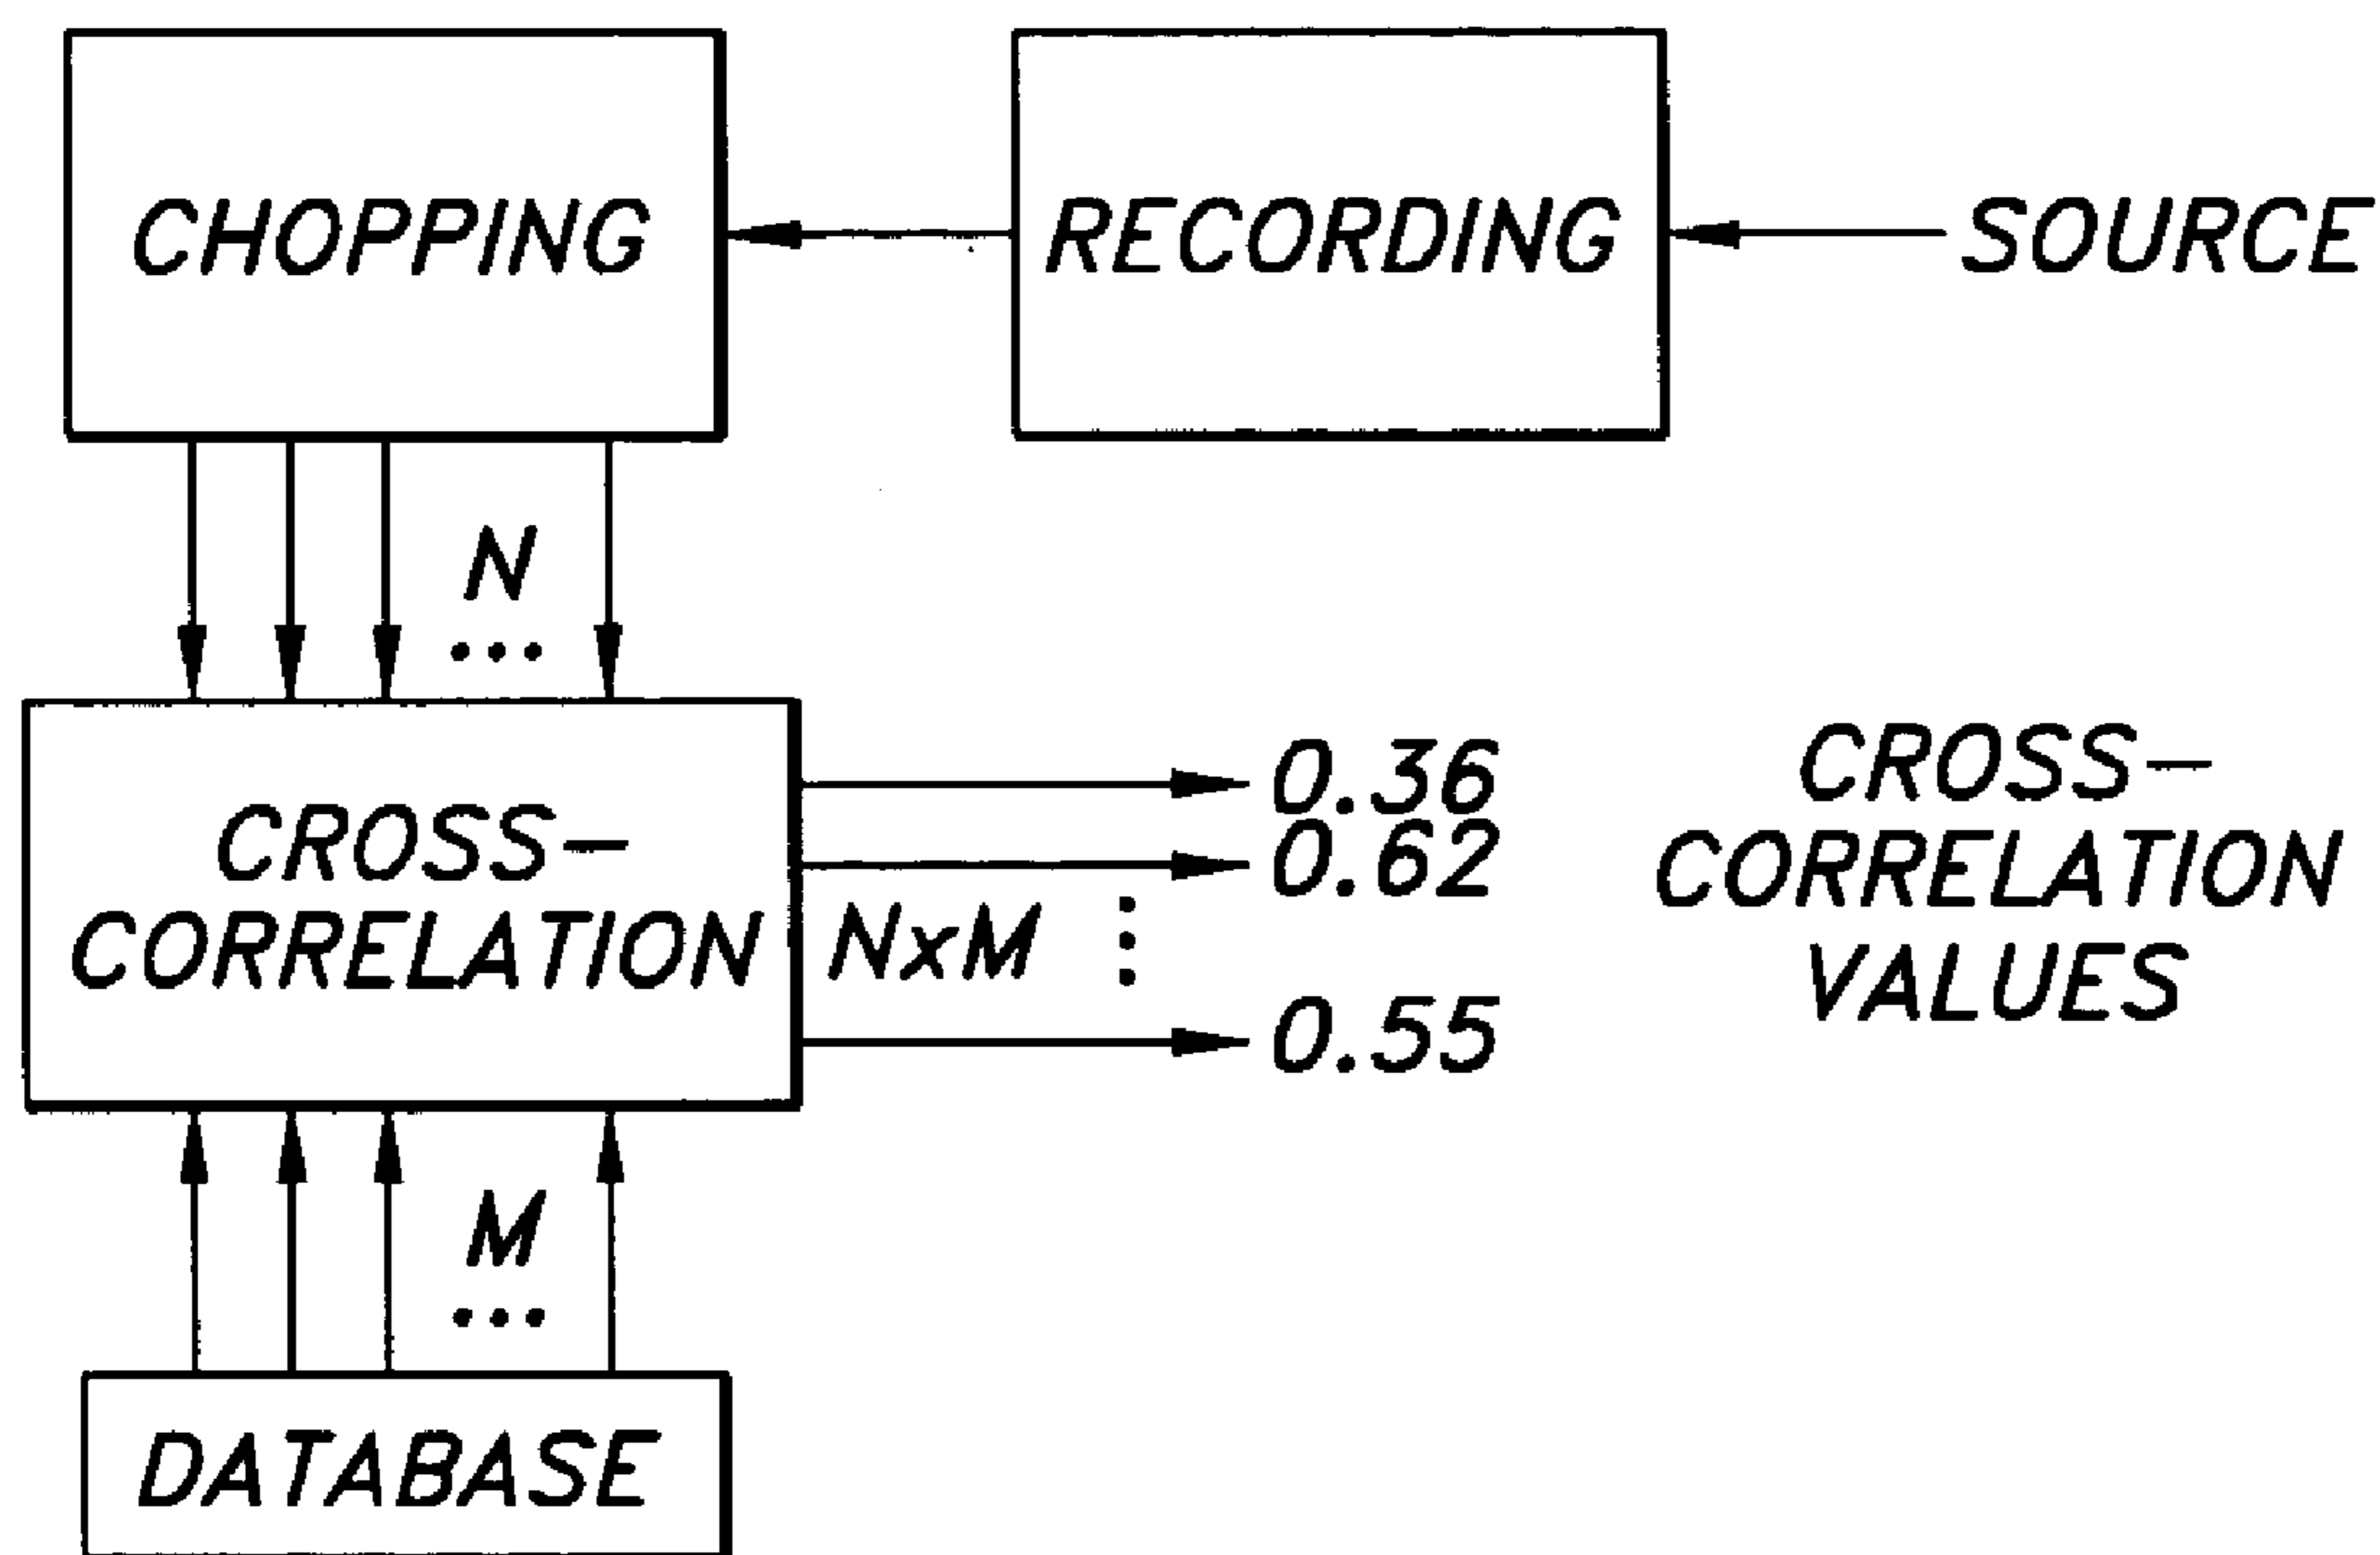 CHOPPING
RECORDING
SOURCE
N
...
CROSS-
CORRELATION
NxM
0.36
0.62
⋮
0.55
CROSS-
CORRELATION
VALUES
M
...
DATABASE